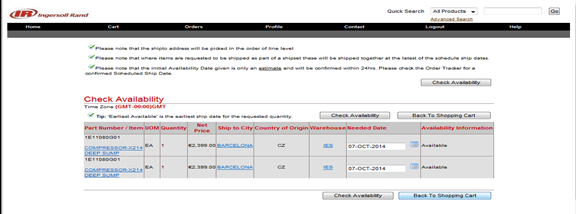 IR Ingersoll Rand
Quick Search All Products Go
Advanced Search
Home Cart Orders Profile Contact Logout Help
Please note that the shipto address will be picked in the order of line level
Please note that where items are requested to be shipped as part of a shipset these will be shipped together at the latest of the schedule ship dates.
Please note that the initial Availability Date given is only an estimate and will be confirmed within 24hrs. Please check the Order Tracker for a
confirmed Scheduled Ship Date.
Check Availability
Check Availability
Time Zone (GMT-00:00)GMT
Tip: 'Earliest Available' is the earliest ship date for the requested quantity.
Check Availability Back To Shopping Cart
Part Number / Item UOM Quantity Net Price Ship to City Country of Origin Warehouse Needed Date Availability Information
1E11080G01
COMPRESSOR-X214 DEEP SUMP EA 1 €2,399.00 BARCELONA CZ IES 07-OCT-2014 Available
1E11080G01
COMPRESSOR-X214 DEEP SUMP EA 1 €2,399.00 BARCELONA CZ IES 07-OCT-2014 Available
Check Availability Back To Shopping Cart